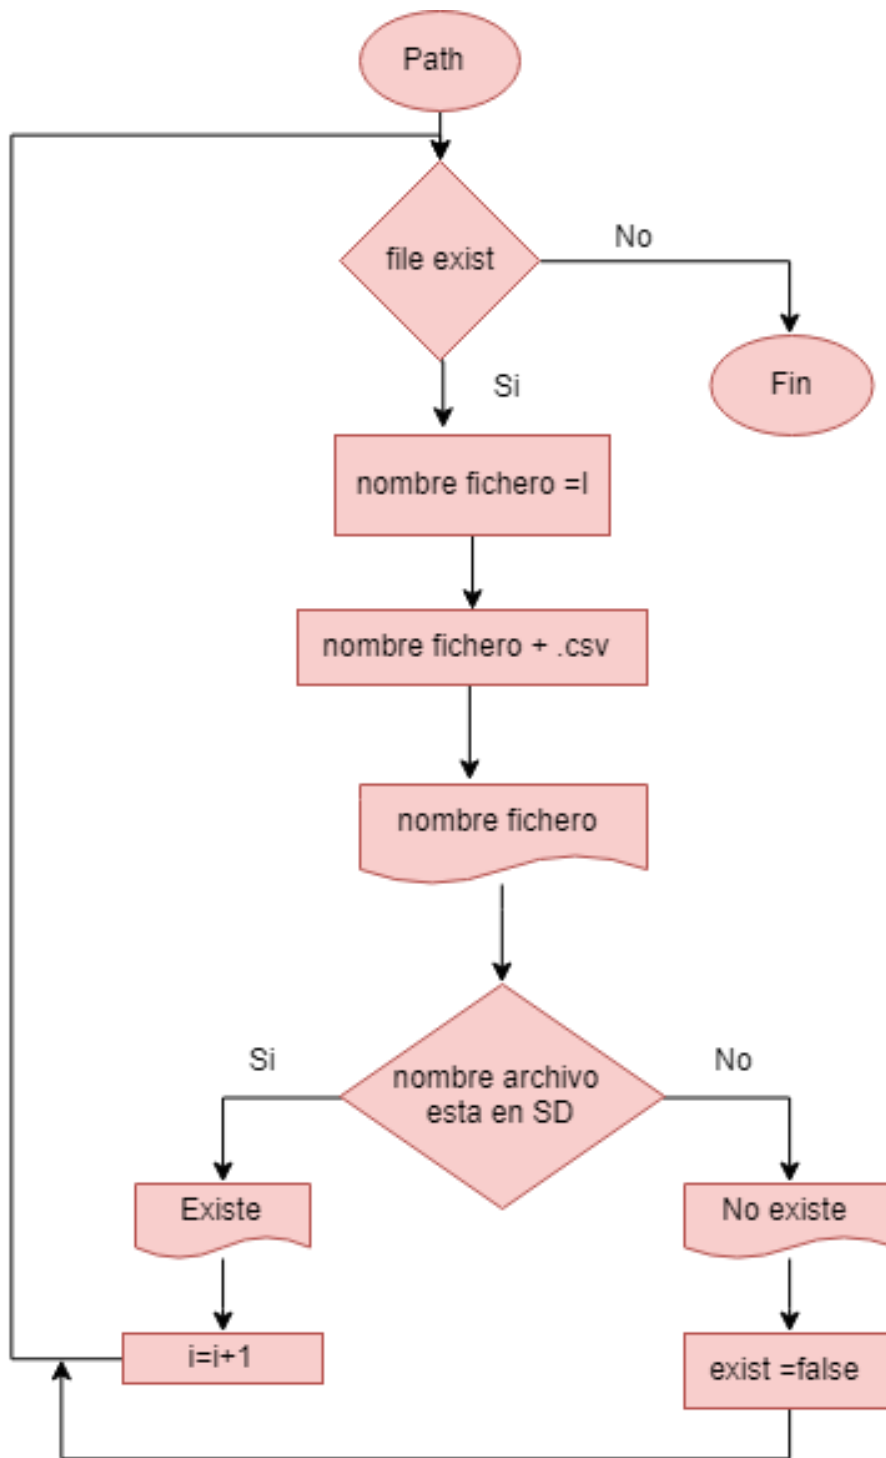 Path
file exist
No
Fin
Si
nombre fichero =I
nombre fichero + .csv
nombre fichero
nombre archivo
esta en SD
Si
No
Existe
No existe
i=i+1
exist =false